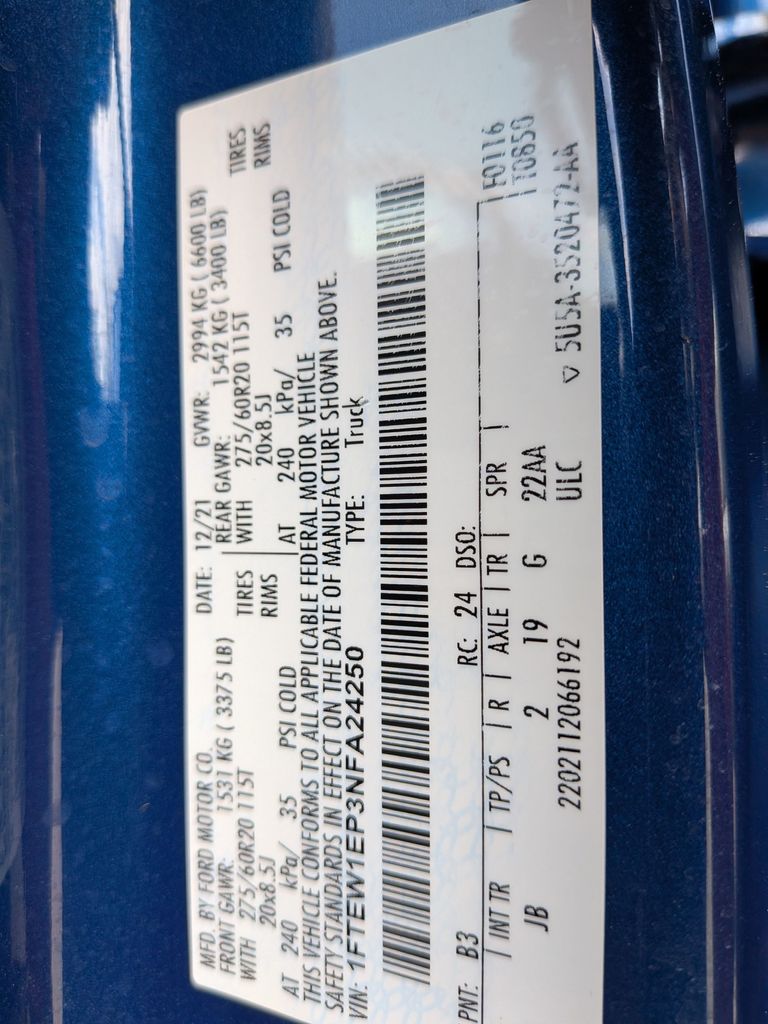 MFD. BY FORD MOTOR CO. DATE: 12/21 GVWR: 2994 KG ( 6600 LB)
FRONT GAWR: 1531 KG ( 3375 LB) REAR GAWR: 1542 KG ( 3400 LB)
WITH 275/60R20 115T TIRES WITH 275/60R20 115T TIRES
20x8.5J RIMS 20x8.5J RIMS
AT 240 kPa/ 35 PSI COLD AT 240 kPa/ 35 PSI COLD
THIS VEHICLE CONFORMS TO ALL APPLICABLE FEDERAL MOTOR VEHICLE
SAFETY STANDARDS IN EFFECT ON THE DATE OF MANUFACTURE SHOWN ABOVE.
VIN: 1FTEW1EP3NFA24250 TYPE: Truck
PNT: B3 RC: 24 DSO: F0116
INT TR TP/PS R AXLE TR SPR T0850
JB 2 19 G 22AA
2202112066192 ULC ▽ 5U5A-3520472-AA